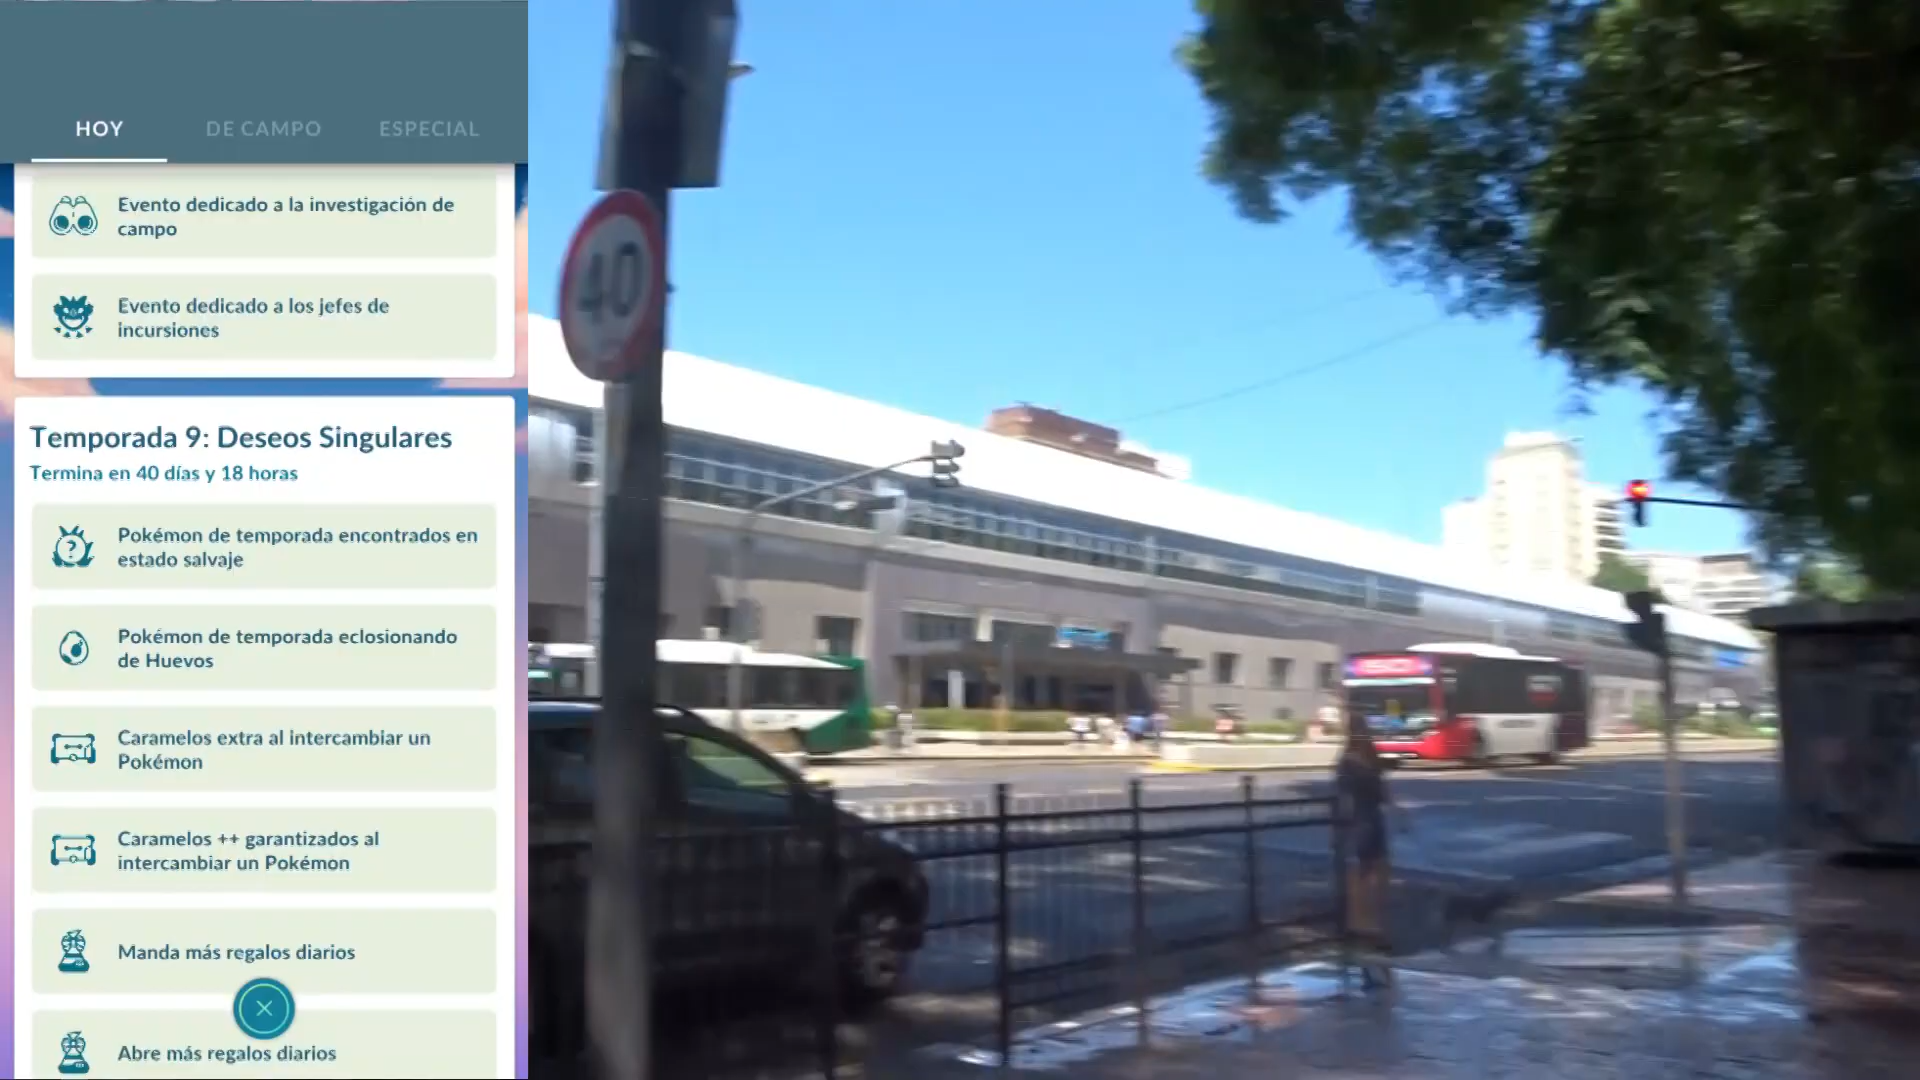 HOY
DE CAMPO
ESPECIAL
Evento dedicado a la investigación de
campo
Evento dedicado a los jefes de
incursiones
Temporada 9: Deseos Singulares
Termina en 40 días y 18 horas
Pokémon de temporada encontrados en
estado salvaje
Pokémon de temporada eclosionando
de Huevos
Caramelos extra al intercambiar un
Pokémon
Caramelos ++ garantizados al
intercambiar un Pokémon
Manda más regalos diarios
Abre más regalos diarios
40